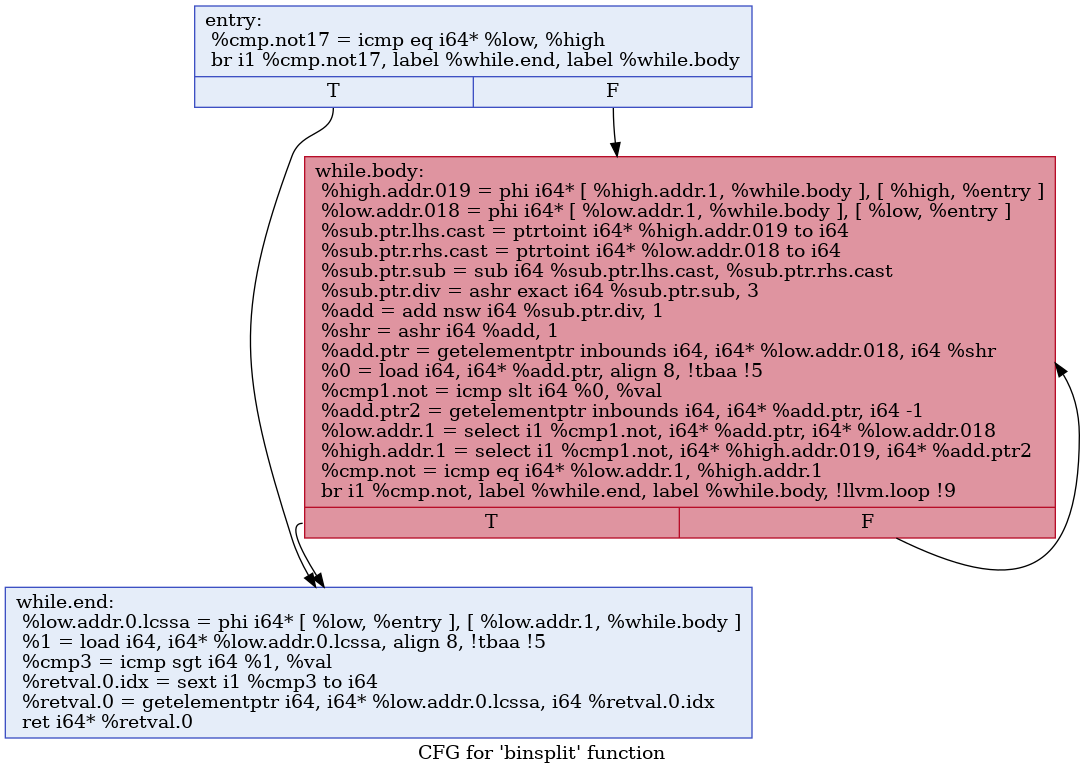 entry:
%cmp.not17 = icmp eq i64* %low, %high
br i1 %cmp.not17, label %while.end, label %while.body
T
F
while.body:
%high.addr.019 = phi i64* [ %high.addr.1, %while.body ], [ %high, %entry ]
%low.addr.018 = phi i64* [ %low.addr.1, %while.body ], [ %low, %entry ]
%sub.ptr.lhs.cast = ptrtoint i64* %high.addr.019 to i64
%sub.ptr.rhs.cast = ptrtoint i64* %low.addr.018 to i64
%sub.ptr.sub = sub i64 %sub.ptr.lhs.cast, %sub.ptr.rhs.cast
%sub.ptr.div = ashr exact i64 %sub.ptr.sub, 3
%add = add nsw i64 %sub.ptr.div, 1
%shr = ashr i64 %add, 1
%add.ptr = getelementptr inbounds i64, i64* %low.addr.018, i64 %shr
%0 = load i64, i64* %add.ptr, align 8, !tbaa !5
%cmp1.not = icmp slt i64 %0, %val
%add.ptr2 = getelementptr inbounds i64, i64* %add.ptr, i64 -1
%low.addr.1 = select i1 %cmp1.not, i64* %add.ptr, i64* %low.addr.018
%high.addr.1 = select i1 %cmp1.not, i64* %high.addr.019, i64* %add.ptr2
%cmp.not = icmp eq i64* %low.addr.1, %high.addr.1
br i1 %cmp.not, label %while.end, label %while.body, !llvm.loop !9
T
F
while.end:
%low.addr.0.lcssa = phi i64* [ %low, %entry ], [ %low.addr.1, %while.body ]
%1 = load i64, i64* %low.addr.0.lcssa, align 8, !tbaa !5
%cmp3 = icmp sgt i64 %1, %val
%retval.0.idx = sext i1 %cmp3 to i64
%retval.0 = getelementptr i64, i64* %low.addr.0.lcssa, i64 %retval.0.idx
ret i64* %retval.0
CFG for 'binsplit' function